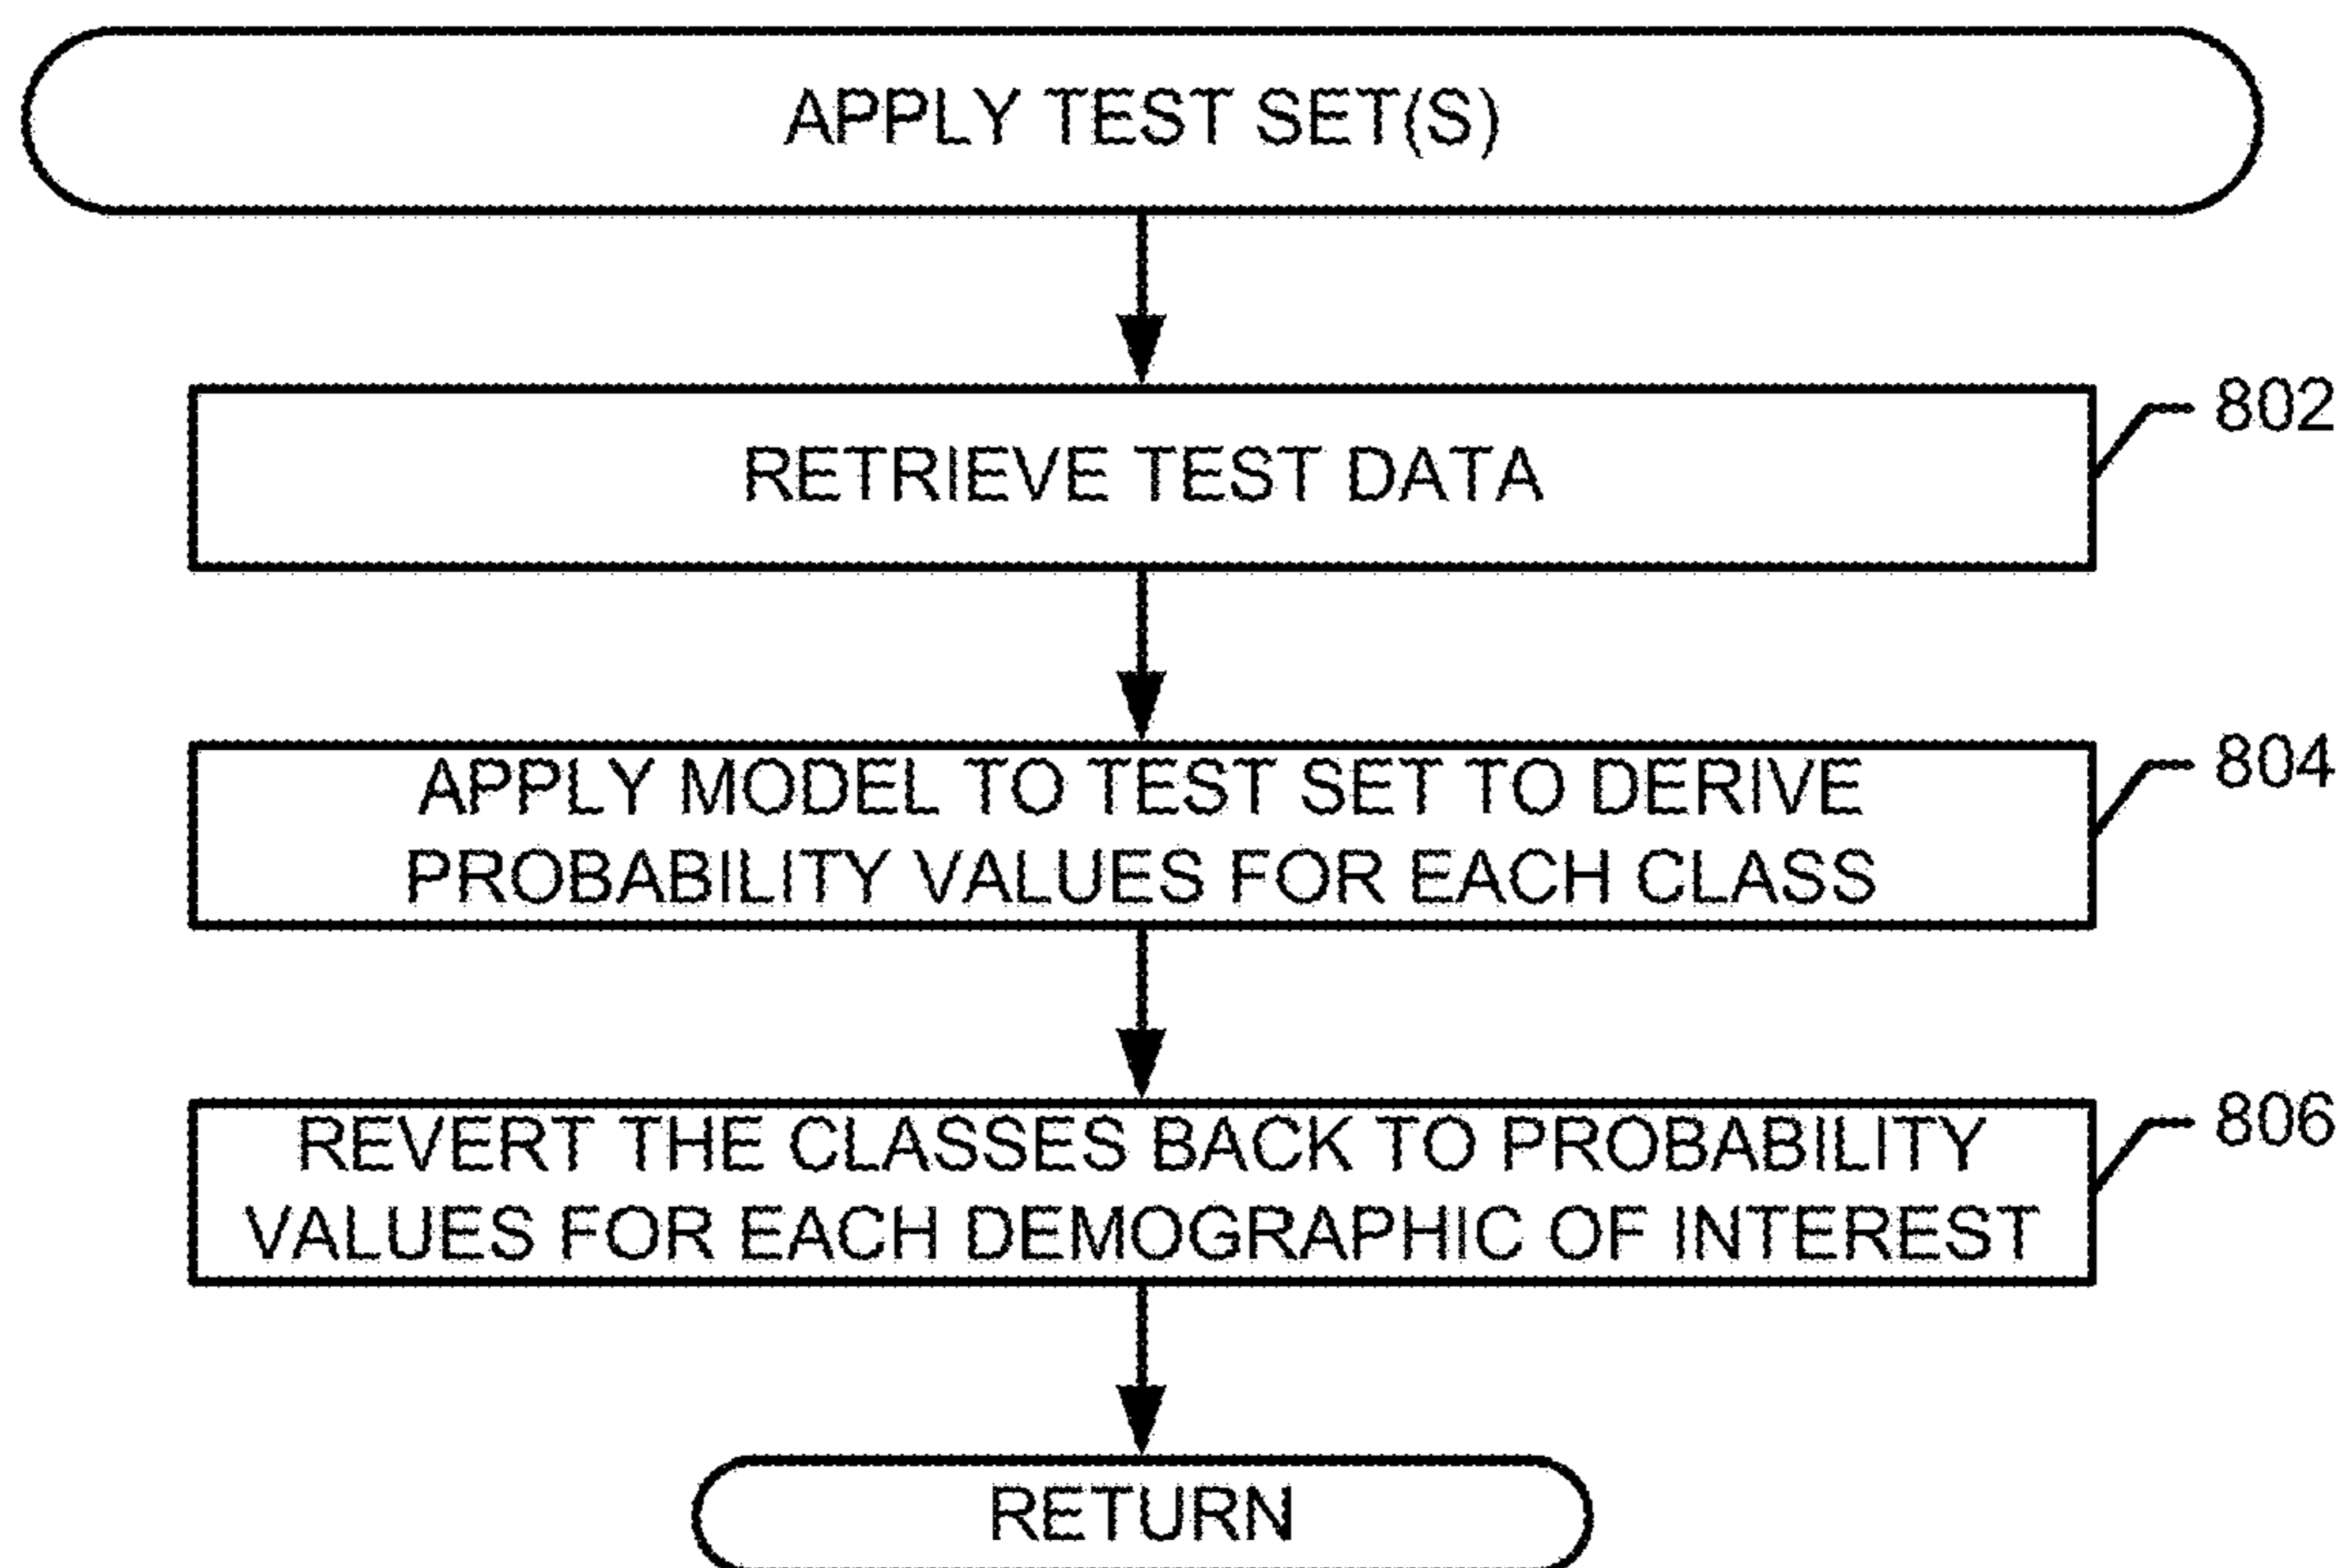 APPLY TEST SET(S)
RETRIEVE TEST DATA
802
APPLY MODEL TO TEST SET TO DERIVE
PROBABILITY VALUES FOR EACH CLASS
804
REVERT THE CLASSES BACK TO PROBABILITY
VALUES FOR EACH DEMOGRAPHIC OF INTEREST
806
RETURN